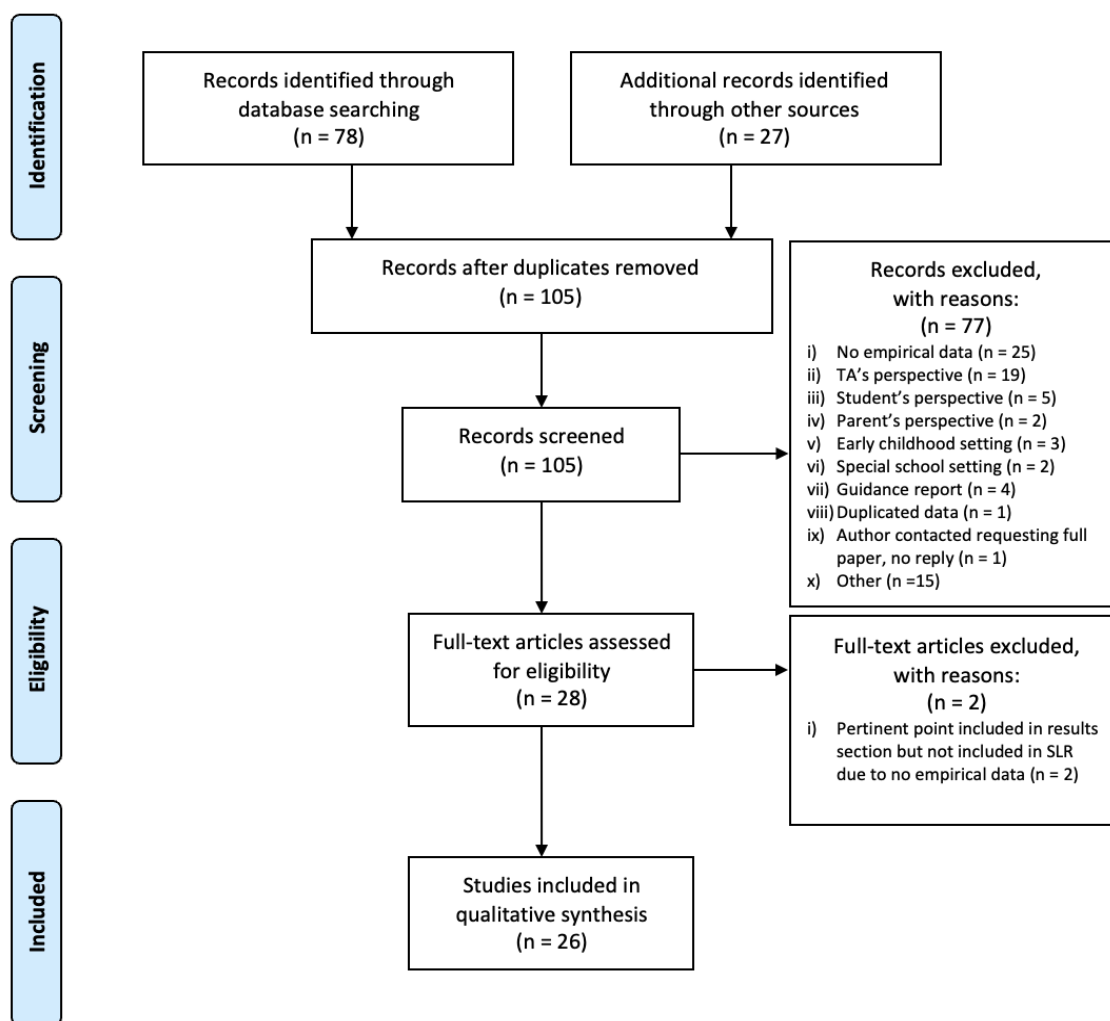 Identification
Records identified through
database searching
(n = 78)
Additional records identified
through other sources
(n = 27)
Records after duplicates removed
(n = 105)
Screening
Records screened
(n = 105)
Records excluded,
with reasons:
(n = 77)
i) No empirical data (n = 25)
ii) TA's perspective (n = 19)
iii) Student's perspective (n = 5)
iv) Parent's perspective (n = 2)
v) Early childhood setting (n = 3)
vi) Special school setting (n = 2)
vii) Guidance report (n = 4)
viii) Duplicated data (n = 1)
ix) Author contacted requesting full
paper, no reply (n = 1)
x) Other (n =15)
Eligibility
Full-text articles assessed
for eligibility
(n = 28)
Full-text articles excluded,
with reasons:
(n = 2)
i) Pertinent point included in results
section but not included in SLR
due to no empirical data (n = 2)
Included
Studies included in
qualitative synthesis
(n = 26)